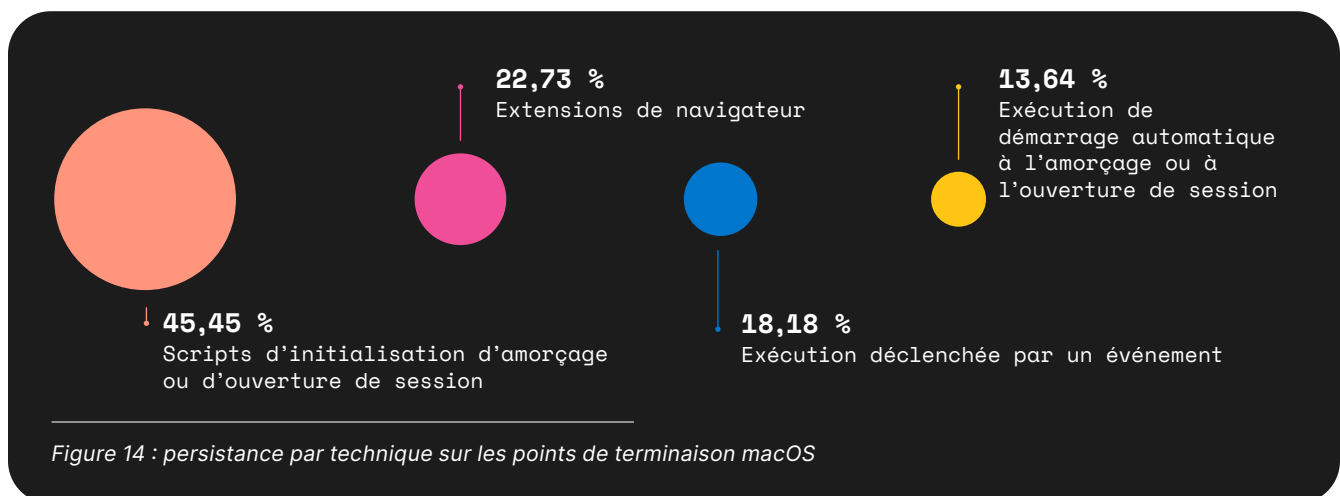 22,73 %
Extensions de navigateur
13,64 %
Exécution de
démarrage automatique
à l’amorçage ou à
l’ouverture de session
45,45 %
Scripts d’initialisation d’amorçage
ou d’ouverture de session
18,18 %
Exécution déclenchée par un événement
Figure 14 : persistance par technique sur les points de terminaison macOS